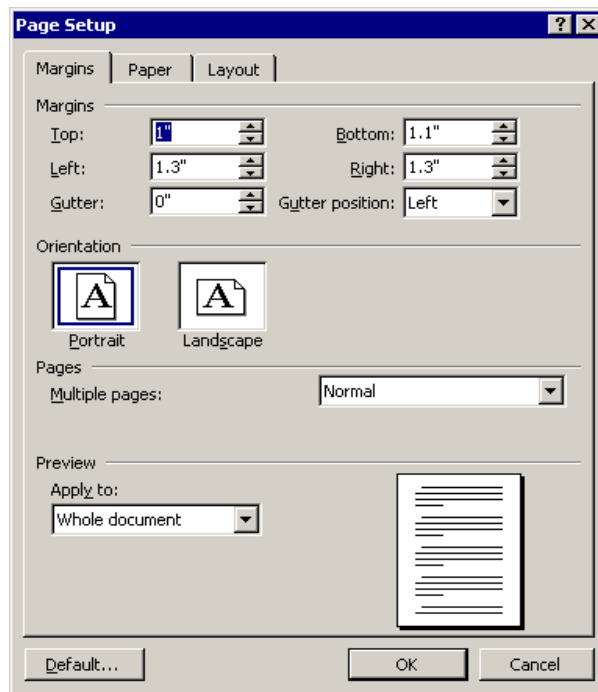 Page Setup ? X
Margins Paper Layout
Margins
Top: 1" Bottom: 1.1"
Left: 1.3" Right: 1.3"
Gutter: 0" Gutter position: Left
Orientation
A A
Portrait Landscape
Pages
Multiple pages: Normal
Preview
Apply to:
Whole document
Default... OK Cancel